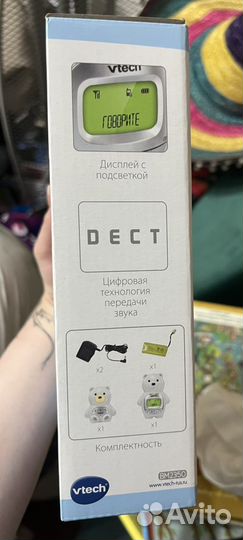 vtech
ГОВОРИТЕ
Дисплей с
подсветкой
DECT
Цифровая
технология
передачи
звука
x2
x1
x1
x1
Комплектность
vtech
BM2350
www.vtech-rus.ru
Avito